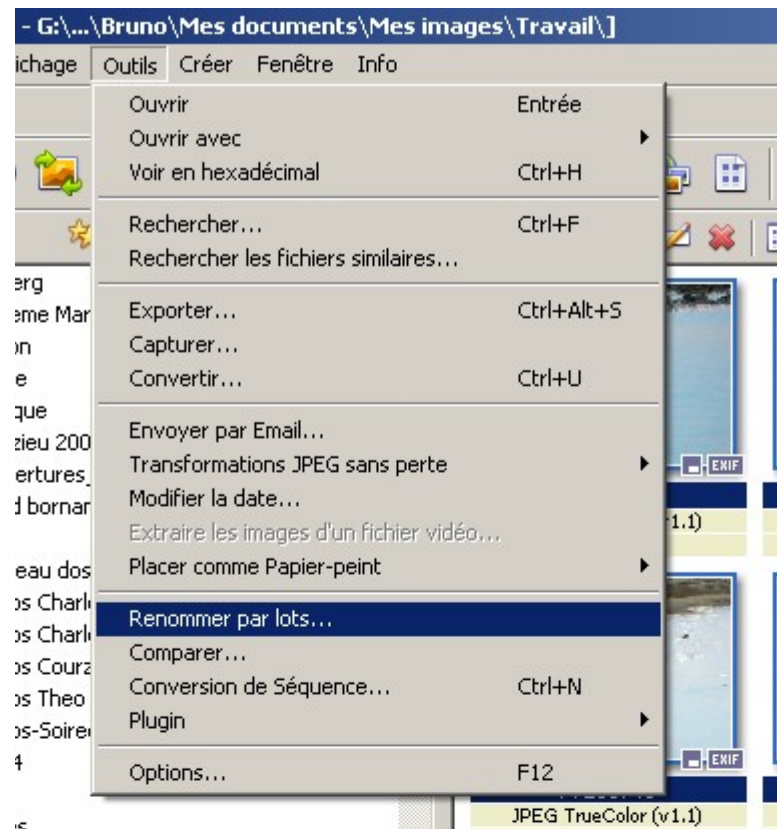 - G:\...\Bruno\Mes documents\Mes images\Travail\]
ichage Outils Créer Fenêtre Info
Ouvrir Entrée
Ouvrir avec
Voir en hexadécimal Ctrl+H
Rechercher... Ctrl+F
Rechercher les fichiers similaires...
erg
eme Mar
Exporter... Ctrl+Alt+S
on
Capturer...
e
Convertir... Ctrl+U
que
Envoyer par Email...
zieu 200
Transformations JPEG sans perte
EXIF
ertures_
Modifier la date...
d bornar
1.1)
Extraire les images d'un fichier vidéo...
eau dos
Placer comme Papier-peint
os Charl
Renommer par lots...
os Charl
Comparer...
os Courz
Conversion de Séquence... Ctrl+N
os Theo
Plugin
os-Soire
EXIF
4
Options... F12
JPEG TrueColor (v1.1)